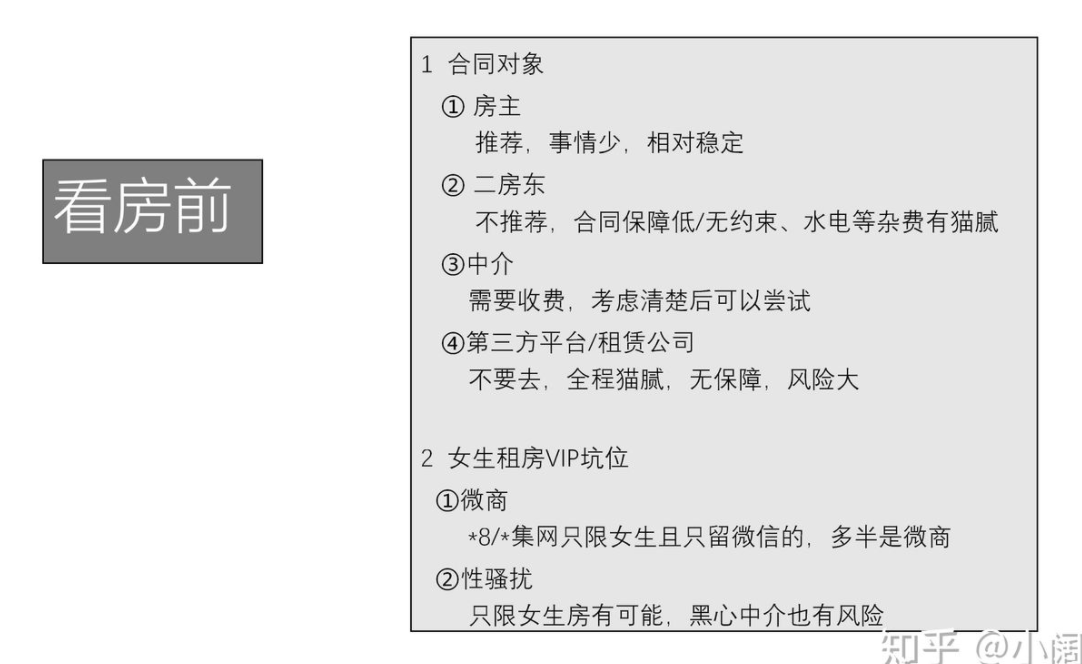 看房前
1 合同对象
① 房主
推荐，事情少，相对稳定
② 二房东
不推荐，合同保障低/无约束、水电等杂费有猫腻
③中介
需要收费，考虑清楚后可以尝试
④第三方平台/租赁公司
不要去，全程猫腻，无保障，风险大
2 女生租房VIP坑位
①微商
*8/*集网只限女生且只留微信的，多半是微商
②性骚扰
只限女生房有可能，黑心中介也有风险
知乎 @小阔